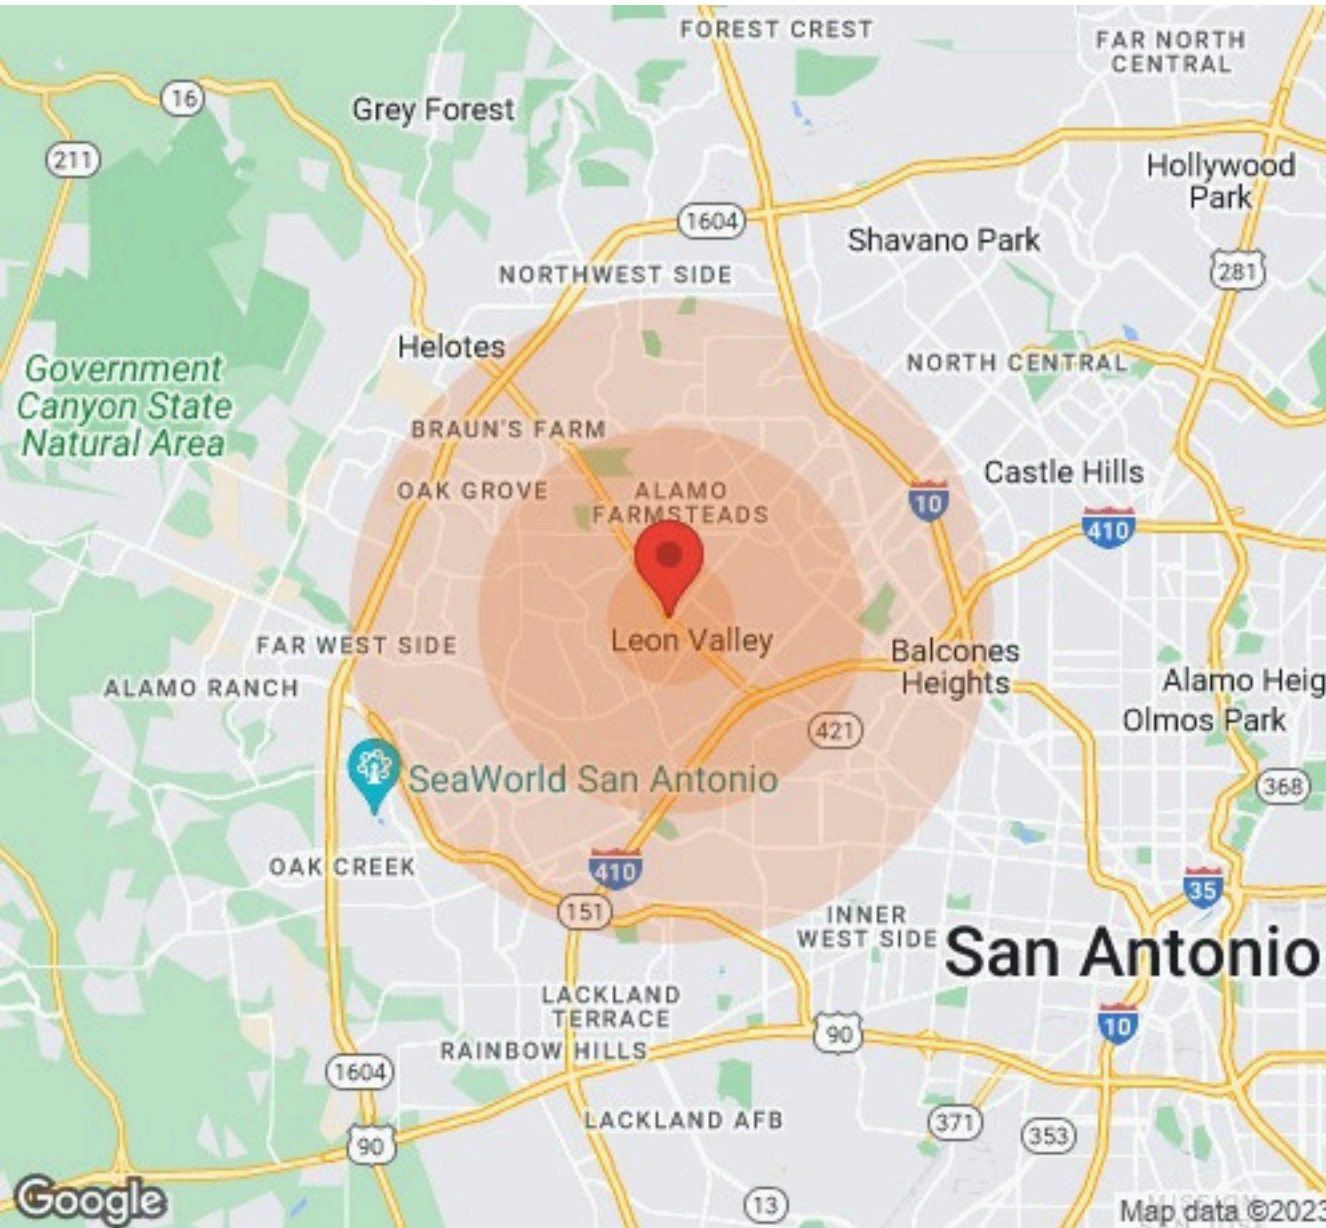 FOREST CREST
FAR NORTH
CENTRAL
16
Grey Forest
211
Hollywood
Park
1604
Shavano Park
NORTHWEST SIDE
281
Helotes
NORTH CENTRAL
Government
Canyon State
Natural Area
BRAUN'S FARM
Castle Hills
OAK GROVE
ALAMO
FARMSTEADS
10
410
Leon Valley
FAR WEST SIDE
Balcones
Heights
ALAMO RANCH
Alamo Heig
Olmos Park
421
SeaWorld San Antonio
368
OAK CREEK
410
35
151
INNER
WEST SIDE
San Antonio
LACKLAND
TERRACE
10
90
RAINBOW HILLS
1604
LACKLAND AFB
371
353
90
Google
13
MISSION
Map data ©2023